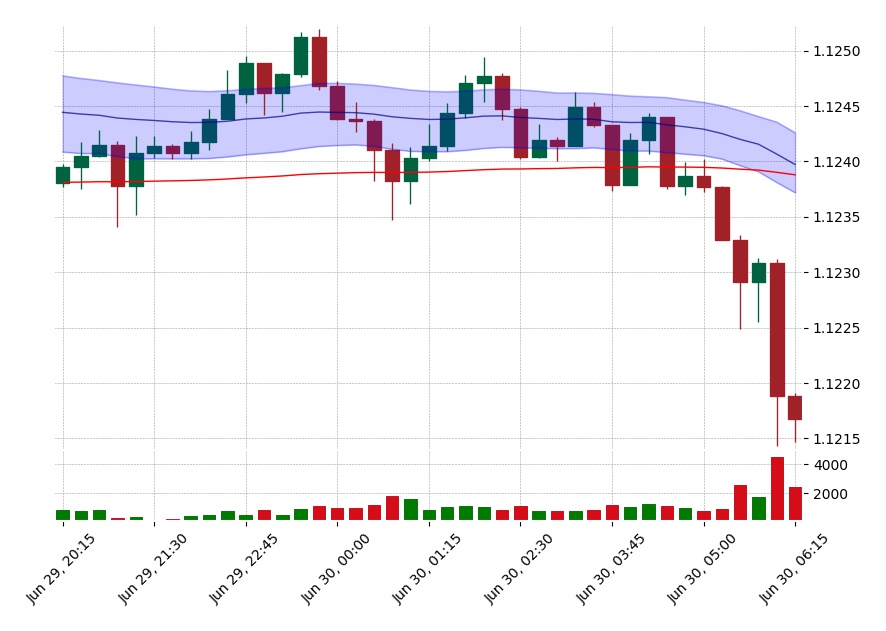 1.1250
1.1245
1.1240
1.1235
1.1230
1.1225
1.1220
1.1215
4000
2000
Jun 29, 20:15
Jun 29, 21:30
Jun 29, 22:45
Jun 30, 00:00
Jun 30, 01:15
Jun 30, 02:30
Jun 30, 03:45
Jun 30, 05:00
Jun 30, 06:15